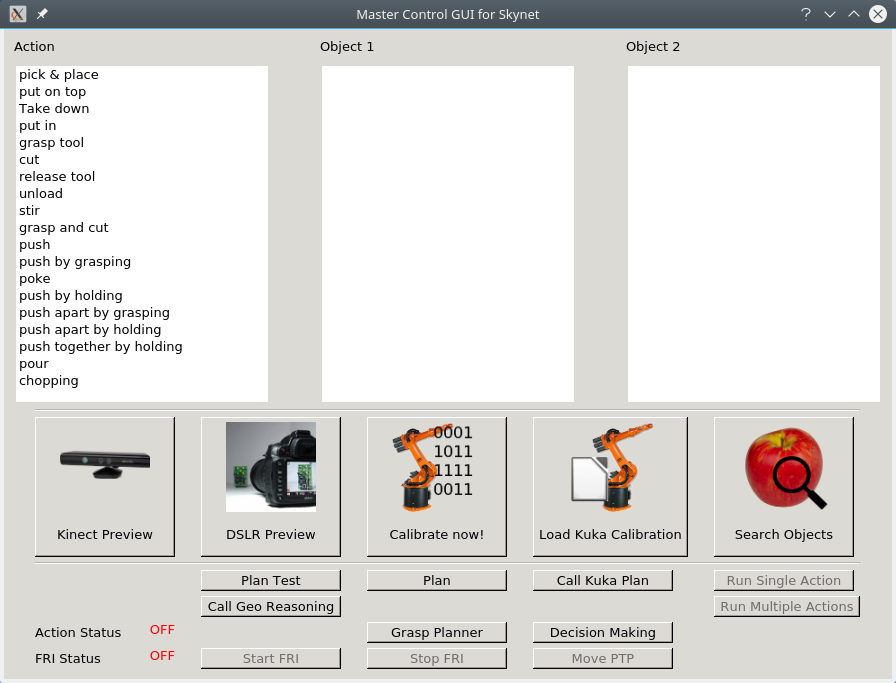 Master Control GUI for Skynet
Action Object 1 Object 2
pick & place
put on top
Take down
put in
grasp tool
cut
release tool
unload
stir
grasp and cut
push
push by grasping
poke
push by holding
push apart by grasping
push apart by holding
push together by holding
pour
chopping
0001
1011
1111
0011
Kinect Preview DSLR Preview Calibrate now! Load Kuka Calibration Search Objects
Plan Test Plan Call Kuka Plan Run Single Action
Call Geo Reasoning Run Multiple Actions
Action Status OFF Grasp Planner Decision Making
FRI Status OFF Start FRI Stop FRI Move PTP